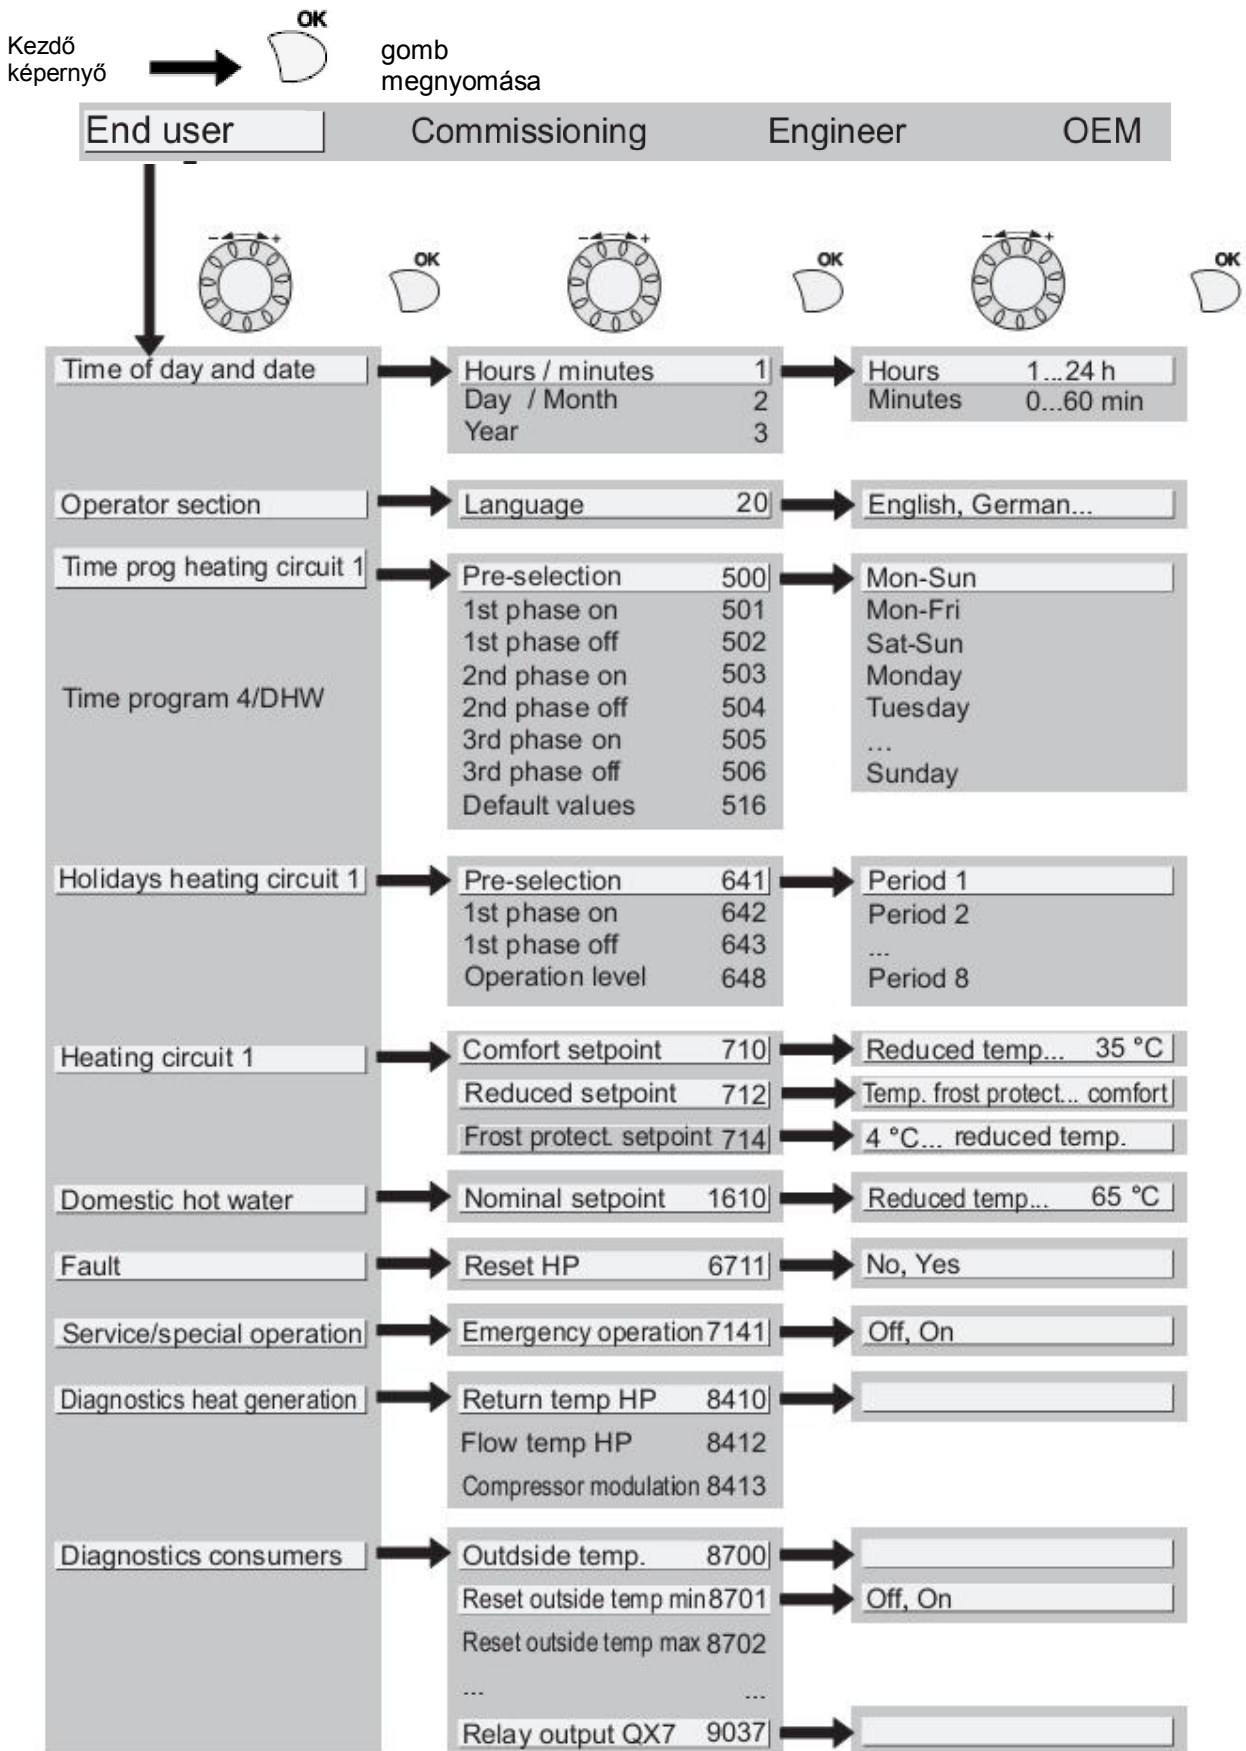 OK
Kezdő
képernyő
gomb
megnyomása
End user Commissioning Engineer OEM
- + - + - +
OK OK OK
Time of day and date Hours / minutes 1 Hours 1...24 h
Day / Month 2 Minutes 0...60 min
Year 3
Operator section Language 20 English, German...
Time prog heating circuit 1 Pre-selection 500 Mon-Sun
1st phase on 501 Mon-Fri
1st phase off 502 Sat-Sun
2nd phase on 503 Monday
Time program 4/DHW 2nd phase off 504 Tuesday
3rd phase on 505 ...
3rd phase off 506 Sunday
Default values 516
Holidays heating circuit 1 Pre-selection 641 Period 1
1st phase on 642 Period 2
1st phase off 643 ...
Operation level 648 Period 8
Heating circuit 1 Comfort setpoint 710 Reduced temp... 35 °C
Reduced setpoint 712 Temp. frost protect... comfort
Frost protect. setpoint 714 4 °C... reduced temp.
Domestic hot water Nominal setpoint 1610 Reduced temp... 65 °C
Fault Reset HP 6711 No, Yes
Service/special operation Emergency operation 7141 Off, On
Diagnostics heat generation Return temp HP 8410
Flow temp HP 8412
Compressor modulation 8413
Diagnostics consumers Outdside temp. 8700
Reset outside temp min 8701 Off, On
Reset outside temp max 8702
... ...
Relay output QX7 9037